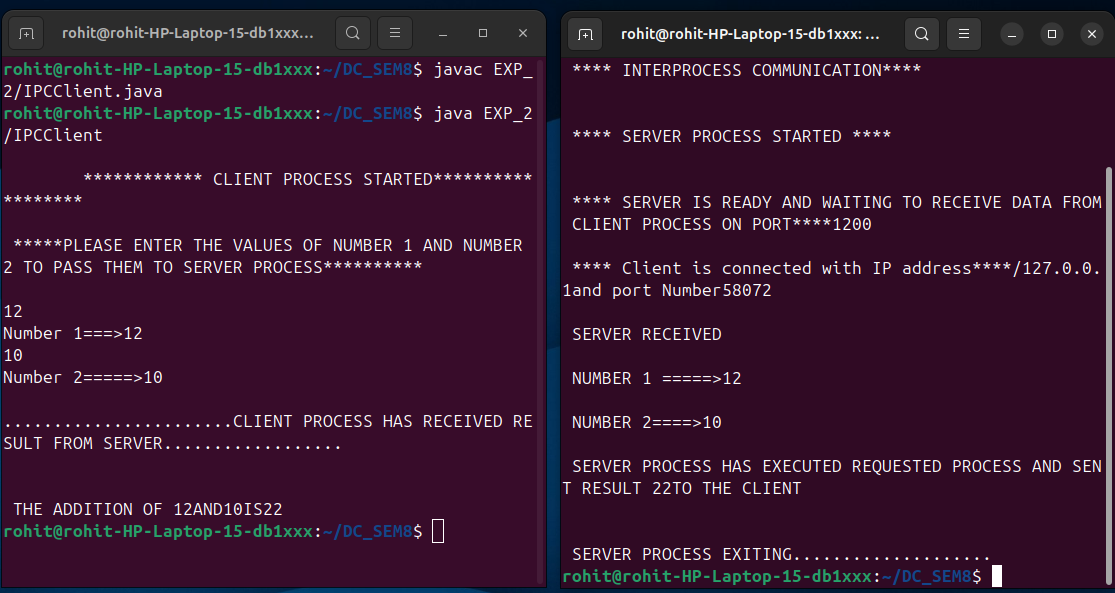 rohit@rohit-HP-Laptop-15-db1xxx...
rohit@rohit-HP-Laptop-15-db1xxx:~/DC_SEM8$ javac EXP_
2/IPCClient.java
rohit@rohit-HP-Laptop-15-db1xxx:~/DC_SEM8$ java EXP_2
/IPCClient
************ CLIENT PROCESS STARTED**********
********
*****PLEASE ENTER THE VALUES OF NUMBER 1 AND NUMBER
2 TO PASS THEM TO SERVER PROCESS**********
12
Number 1===>12
10
Number 2=====>10
.......................CLIENT PROCESS HAS RECEIVED RE
SULT FROM SERVER..................
THE ADDITION OF 12AND10IS22
rohit@rohit-HP-Laptop-15-db1xxx:~/DC_SEM8$
rohit@rohit-HP-Laptop-15-db1xxx: ...
**** INTERPROCESS COMMUNICATION****
**** SERVER PROCESS STARTED ****
**** SERVER IS READY AND WAITING TO RECEIVE DATA FROM
CLIENT PROCESS ON PORT****1200
**** Client is connected with IP address****/127.0.0.
1and port Number58072
SERVER RECEIVED
NUMBER 1 =====>12
NUMBER 2====>10
SERVER PROCESS HAS EXECUTED REQUESTED PROCESS AND SEN
T RESULT 22TO THE CLIENT
SERVER PROCESS EXITING....................
rohit@rohit-HP-Laptop-15-db1xxx:~/DC_SEM8$